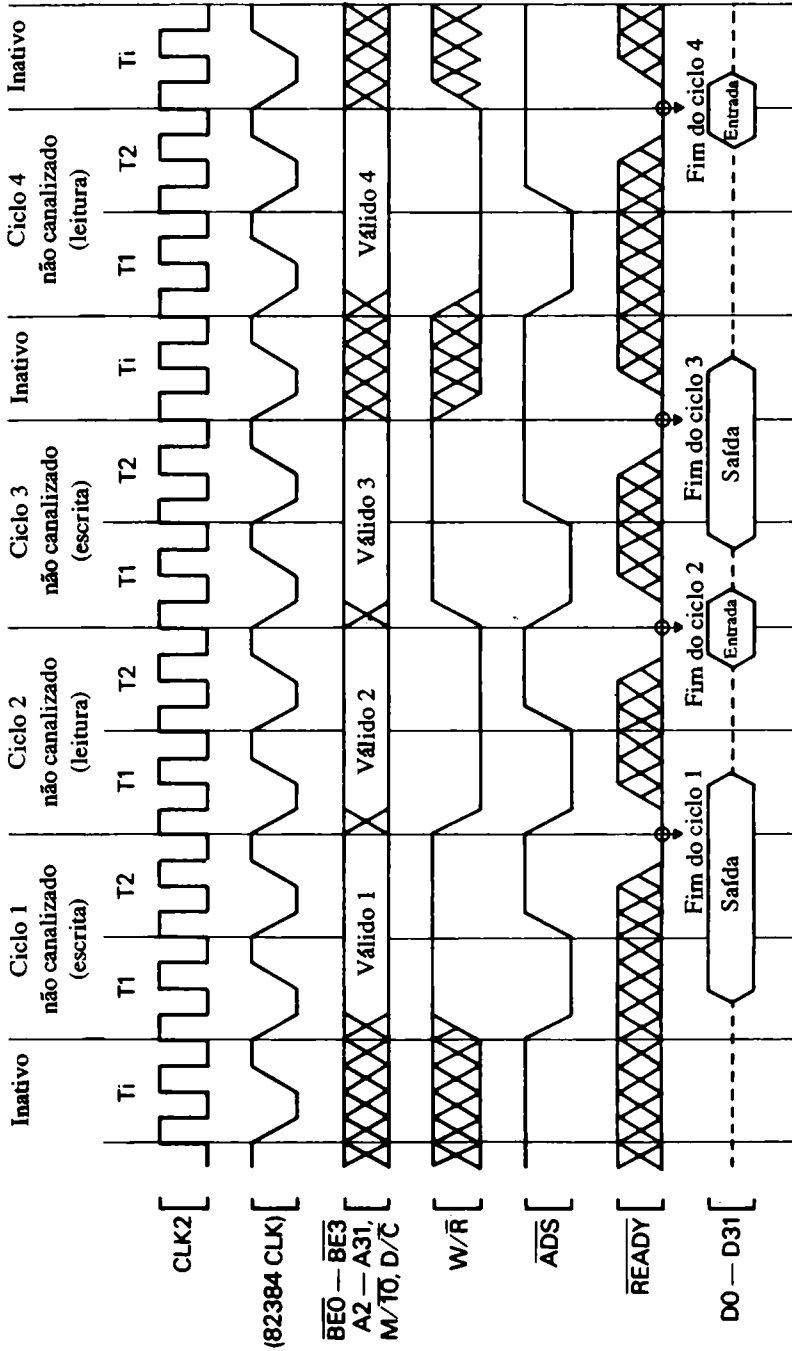 Inativo
Ciclo 1
não canalizado
(escrita)
Ciclo 2
não canalizado
(leitura)
Ciclo 3
não canalizado
(escrita)
Inativo
Ciclo 4
não canalizado
(leitura)
Inativo
Ti
T1
T2
T1
T2
T1
T2
Ti
T1
T2
Ti
CLK2
(82384 CLK)
BE0 — BE3
A2 — A31,
M/IO, D/C
Válido 1
Válido 2
Válido 3
Válido 4
W/R
ADS
READY
Fim do ciclo 1
Fim do ciclo 2
Fim do ciclo 3
Fim do ciclo 4
D0 — D31
Saída
Entrada
Saída
Entrada